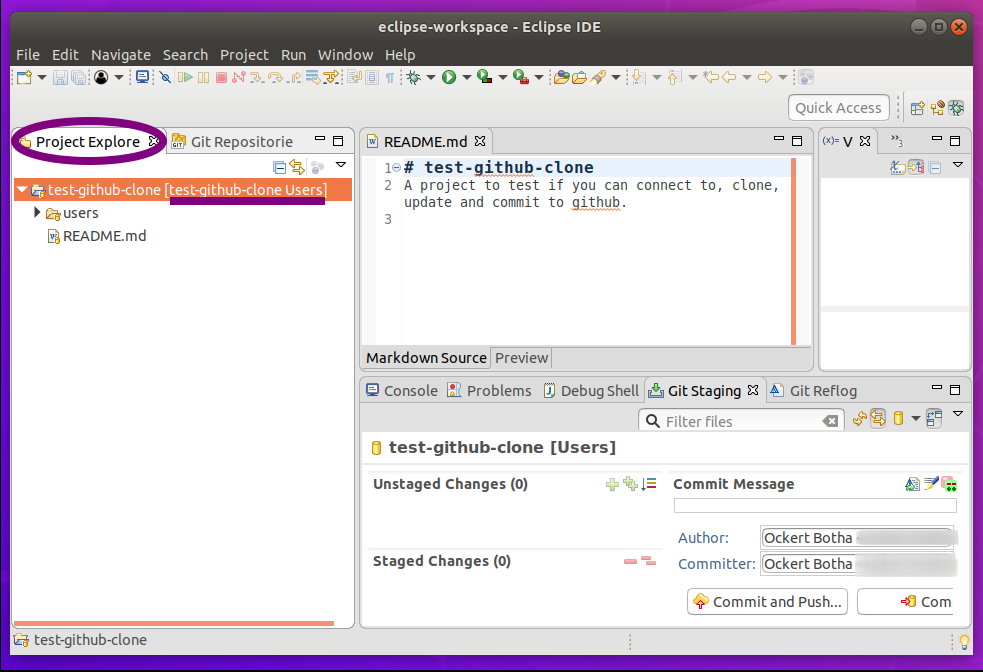 eclipse-workspace - Eclipse IDE
File Edit Navigate Search Project Run Window Help
Quick Access
Project Explore
Git Repositorie
test-github-clone [test-github-clone Users]
users
README.md
README.md
1 # test-github-clone
2 A project to test if you can connect to, clone,
update and commit to github.
3
Markdown Source Preview
(x)= V
»3
Console Problems Debug Shell Git Staging Git Reflog
Filter files
test-github-clone [Users]
Unstaged Changes (0)
Staged Changes (0)
Commit Message
Author: Ockert Botha
Committer: Ockert Botha
Commit and Push... Com
test-github-clone